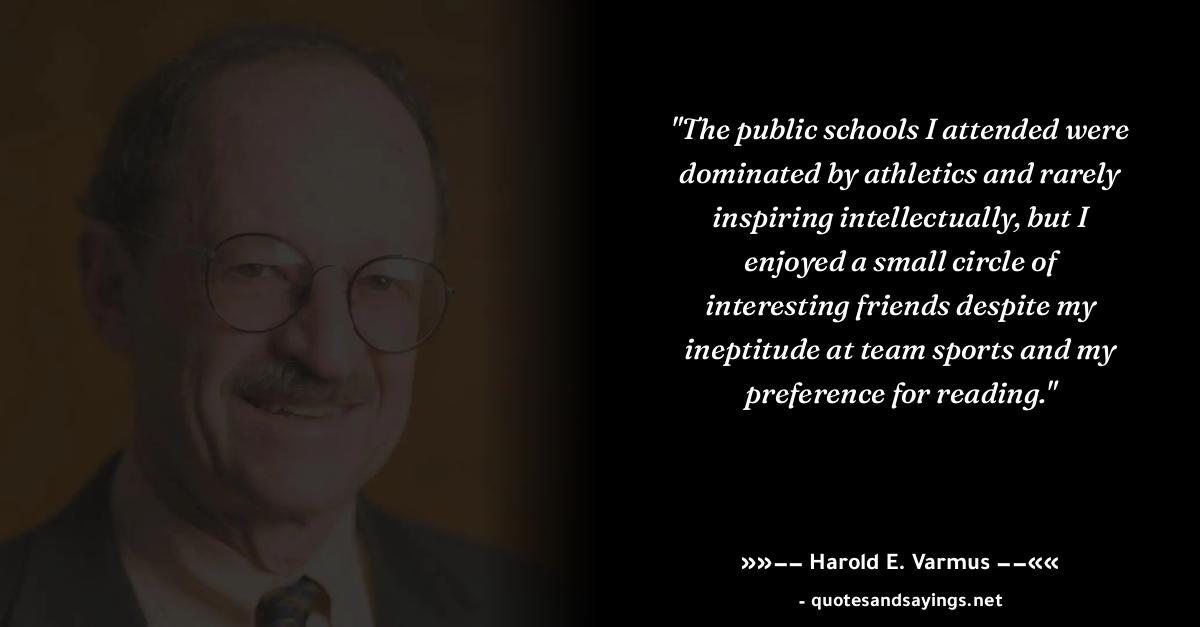 "The public schools I attended were
dominated by athletics and rarely
inspiring intellectually, but I
enjoyed a small circle of
interesting friends despite my
ineptitude at team sports and my
preference for reading."
»»−− Harold E. Varmus −−««
- quotesandsayings.net